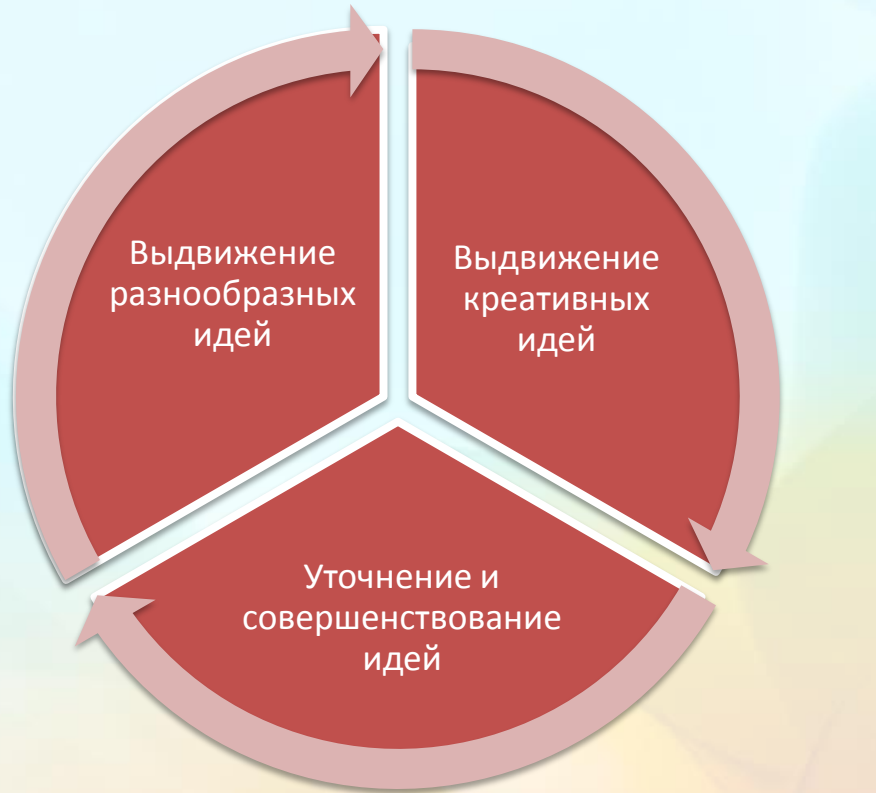 Выдвижение
разнообразных
идей
Выдвижение
креативных
идей
Уточнение и
совершенствование
идей